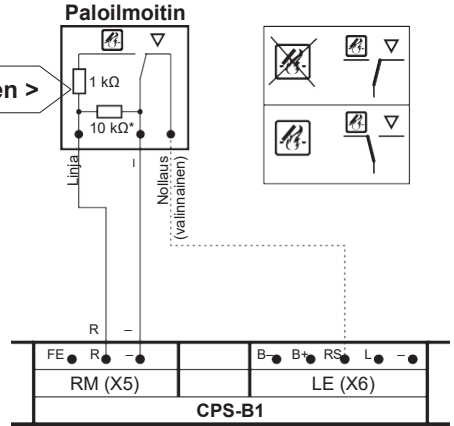 Paloilmoitin
en >
1 kΩ
10 kΩ*
Linja
–
Nollaus
(valinnainen)
R –
FE R –
B– B+ RS L –
RM (X5)
LE (X6)
CPS-B1